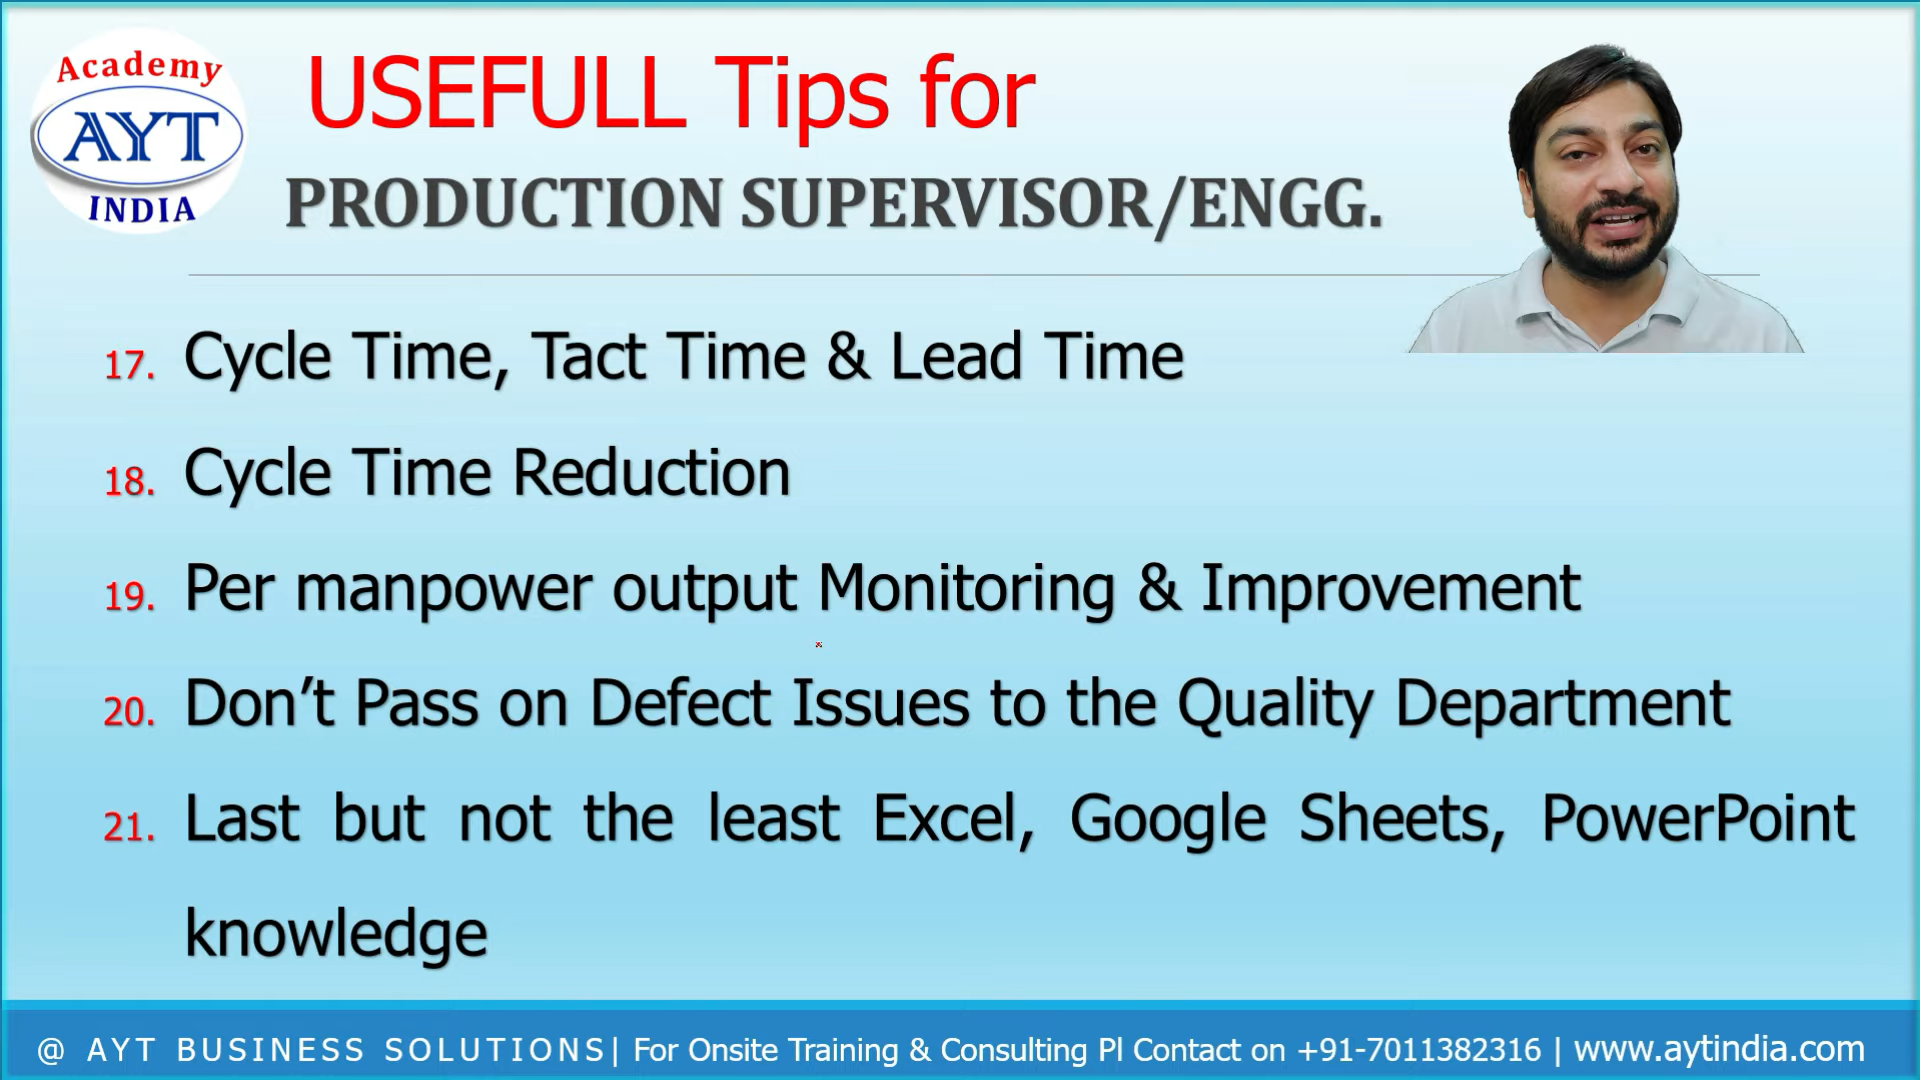 Academy
AYT
INDIA
USEFULL Tips for
PRODUCTION SUPERVISOR/ENGG.
17. Cycle Time, Tact Time & Lead Time
18. Cycle Time Reduction
19. Per manpower output Monitoring & Improvement
20. Don’t Pass on Defect Issues to the Quality Department
21. Last but not the least Excel, Google Sheets, PowerPoint
knowledge
@ AYT BUSINESS SOLUTIONS| For Onsite Training & Consulting Pl Contact on +91-7011382316 | www.aytindia.com